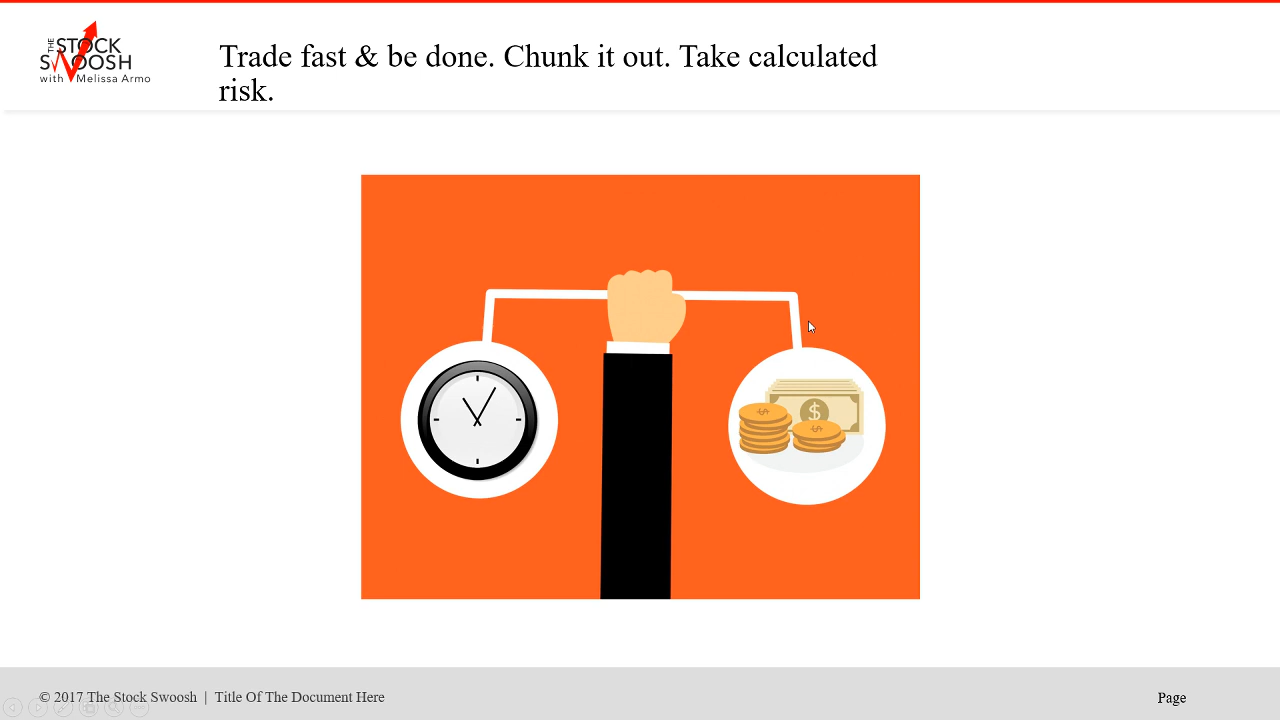 THE STOCK
SWOOSH
with Melissa Armo
Trade fast & be done. Chunk it out. Take calculated
risk.
$
$
$
© 2017 The Stock Swoosh | Title Of The Document Here
Page